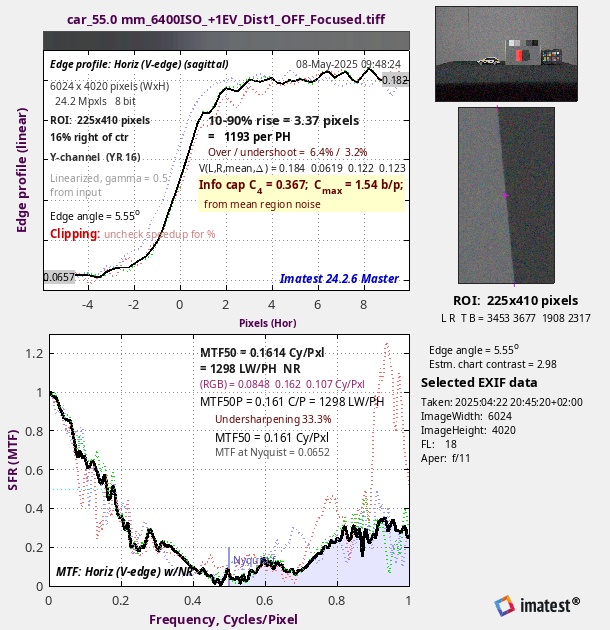 car_55.0 mm_6400ISO_+1EV_Dist1_OFF_Focused.tiff
Edge profile: Horiz (V-edge) (sagittal)
08-May-2025 09:48:24
0.182
6024 x 4020 pixels (WxH)
24.2 Mpxls   8 bit
ROI:  225x410 pixels
16% right of ctr
Y-channel  (YR 16)
Linearized, gamma = 0.5
from input
Edge angle = 5.55°
Clipping: uncheck speedup for %
10-90% rise = 3.37 pixels
=  1193 per PH
Over / undershoot =  6.4% /  3.2%
V(L,R,mean,Δ) = 0.184  0.0619  0.122  0.123
Info cap C4 = 0.367;  Cmax = 1.54 b/p;
from mean region noise
0.0657
Imatest 24.2.6 Master
Edge profile (linear)
-4 -2 0 2 4 6 8
Pixels (Hor)
ROI:  225x410 pixels
L R  T B = 3453 3677  1908 2317
Edge angle = 5.55°
Estm. chart contrast = 2.98
Selected EXIF data
Taken: 2025:04:22 20:45:20+02:00
ImageWidth:  6024
ImageHeight:  4020
FL:   18
Aper:  f/11
MTF50 = 0.1614 Cy/Pxl
= 1298 LW/PH  NR
(RGB) = 0.0848  0.162  0.107 Cy/Pxl
MTF50P = 0.161 C/P = 1298 LW/PH
Undersharpening 33.3%
MTF50 = 0.161 Cy/Pxl
MTF at Nyquist = 0.0652
1.2
1
0.8
0.6
0.4
0.2
0
SFR (MTF)
Nyquist
MTF: Horiz (V-edge) w/NR
0 0.2 0.4 0.6 0.8 1
Frequency, Cycles/Pixel
imatest®